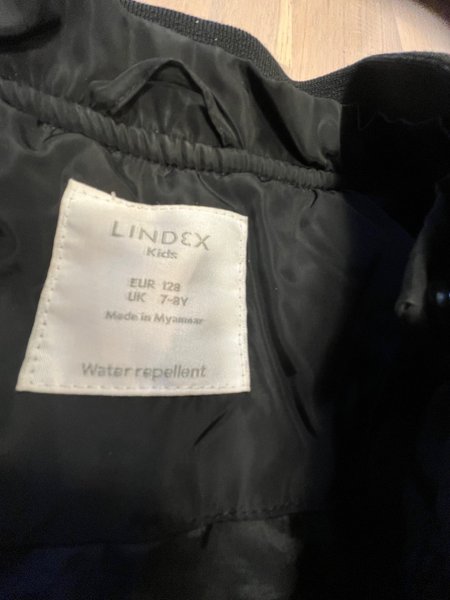 LINDEX
Kids
EUR 128
UK 7-8Y
Made in Myanmar
Water repellent